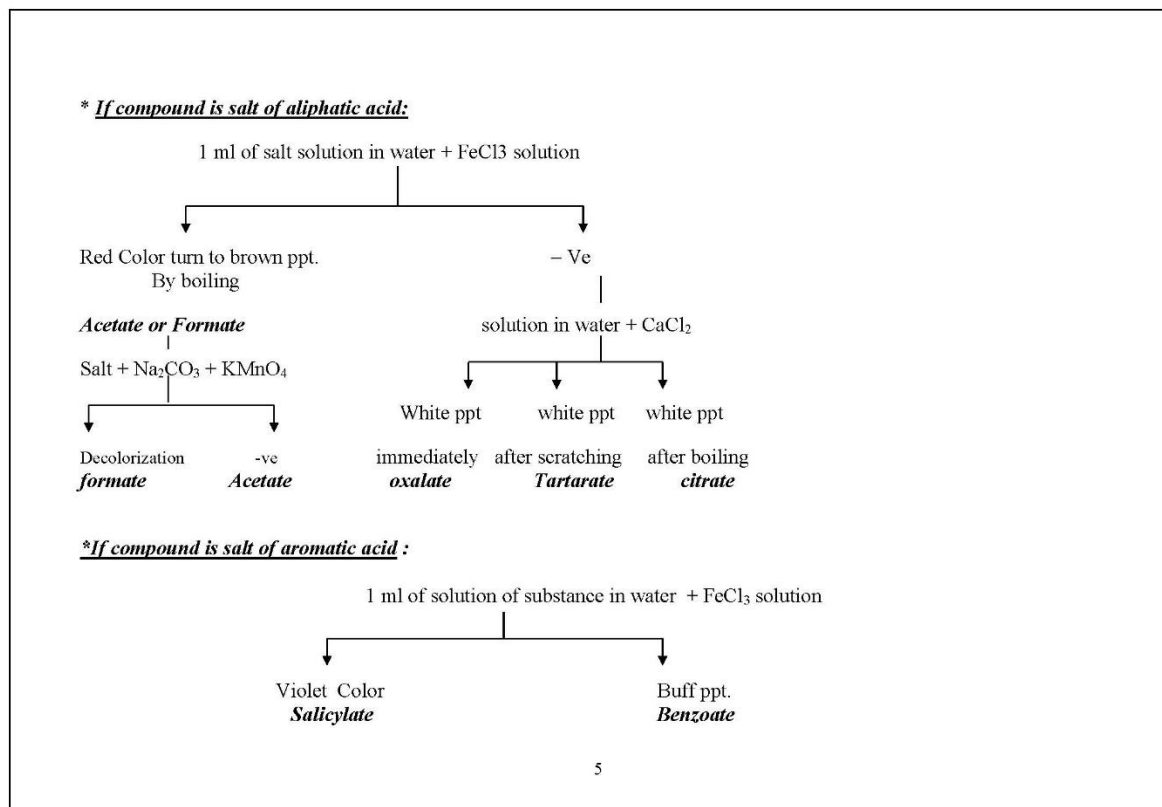 * If compound is salt of aliphatic acid:
1 ml of salt solution in water + FeCl3 solution
Red Color turn to brown ppt.
By boiling
– Ve
Acetate or Formate
solution in water + CaCl₂
Salt + Na₂CO₃ + KMnO₄
White ppt white ppt white ppt
Decolorization -ve immediately after scratching after boiling
formate Acetate oxalate Tartarate citrate
*If compound is salt of aromatic acid :
1 ml of solution of substance in water + FeCl₃ solution
Violet Color Buff ppt.
Salicylate Benzoate
5